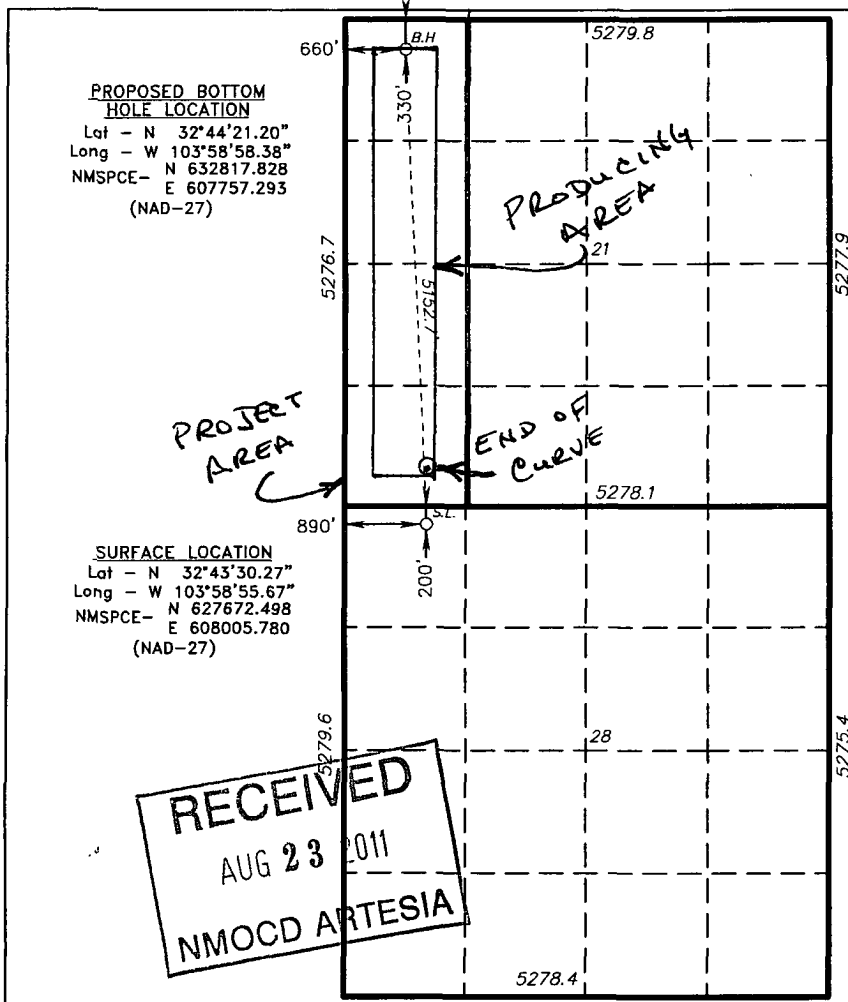 5279.8
B.H
660'
330'
PROPOSED BOTTOM
HOLE LOCATION
Lat - N 32°44'21.20"
Long - W 103°58'58.38"
NMSPCE- N 632817.828
E 607757.293
(NAD-27)
PRODUCING
AREA
21
5276.7
5277.9
5152.1'
PROJECT
AREA
END OF
CURVE
5278.1
S.L.
890'
200'
SURFACE LOCATION
Lat - N 32°43'30.27"
Long - W 103°58'55.67"
NMSPCE- N 627672.498
E 608005.780
(NAD-27)
5279.6
28
5275.4
RECEIVED
AUG 23 2011
NMOCD ARTESIA
5278.4